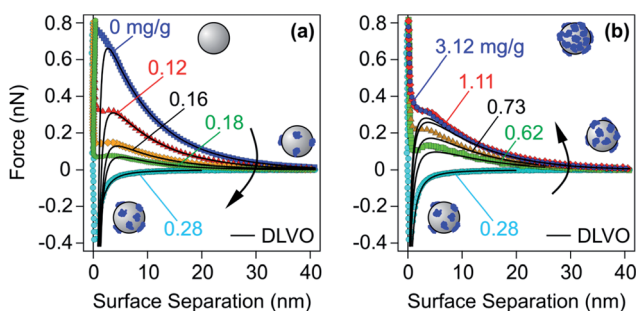 (a)
0 mg/g
0.12
0.16
0.18
0.28
DLVO
0.8
0.6
0.4
0.2
0
-0.2
-0.4
Force (nN)
0 10 20 30 40
Surface Separation (nm)
(b)
3.12 mg/g
1.11
0.73
0.62
0.28
DLVO
0.8
0.6
0.4
0.2
0
-0.2
-0.4
0 10 20 30 40
Surface Separation (nm)